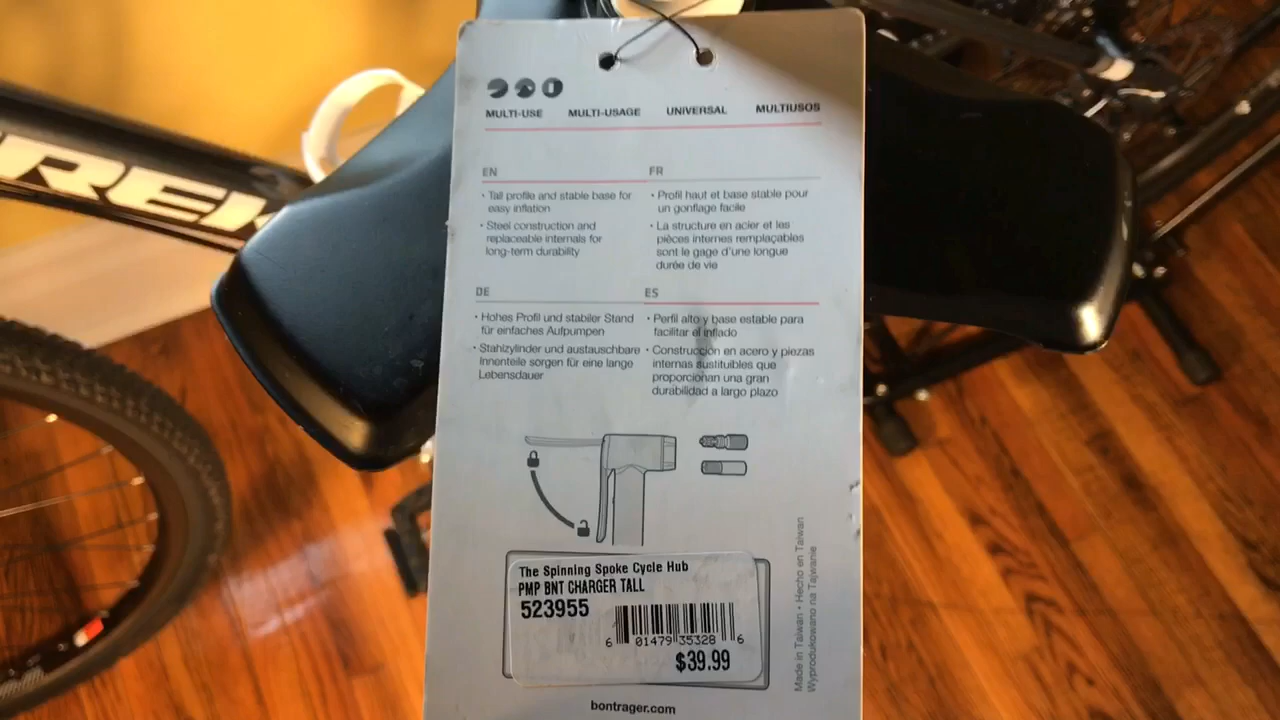 TREK
MULTI-USE MULTI-USAGE UNIVERSAL MULTIUSOS
EN
• Tall profile and stable base for
easy inflation
• Steel construction and
replaceable internals for
long-term durability
FR
• Profil haut et base stable pour
un gonflage facile
• La structure en acier et les
pièces internes remplaçables
sont le gage d'une longue
durée de vie
DE
• Hohes Profil und stabiler Stand
für einfaches Aufpumpen
• Stahlzylinder und austauschbare
Innenteile sorgen für eine lange
Lebensdauer
ES
• Perfil alto y base estable para
facilitar el inflado
• Construcción en acero y piezas
internas sustituibles que
proporcionan una gran
durabilidad a largo plazo
The Spinning Spoke Cycle Hub
PMP BNT CHARGER TALL
523955
6 01479 35328 6
$39.99
Made in Taiwan • Hecho en Taiwan
Wyprodukowano na Tajwanie
bontrager.com